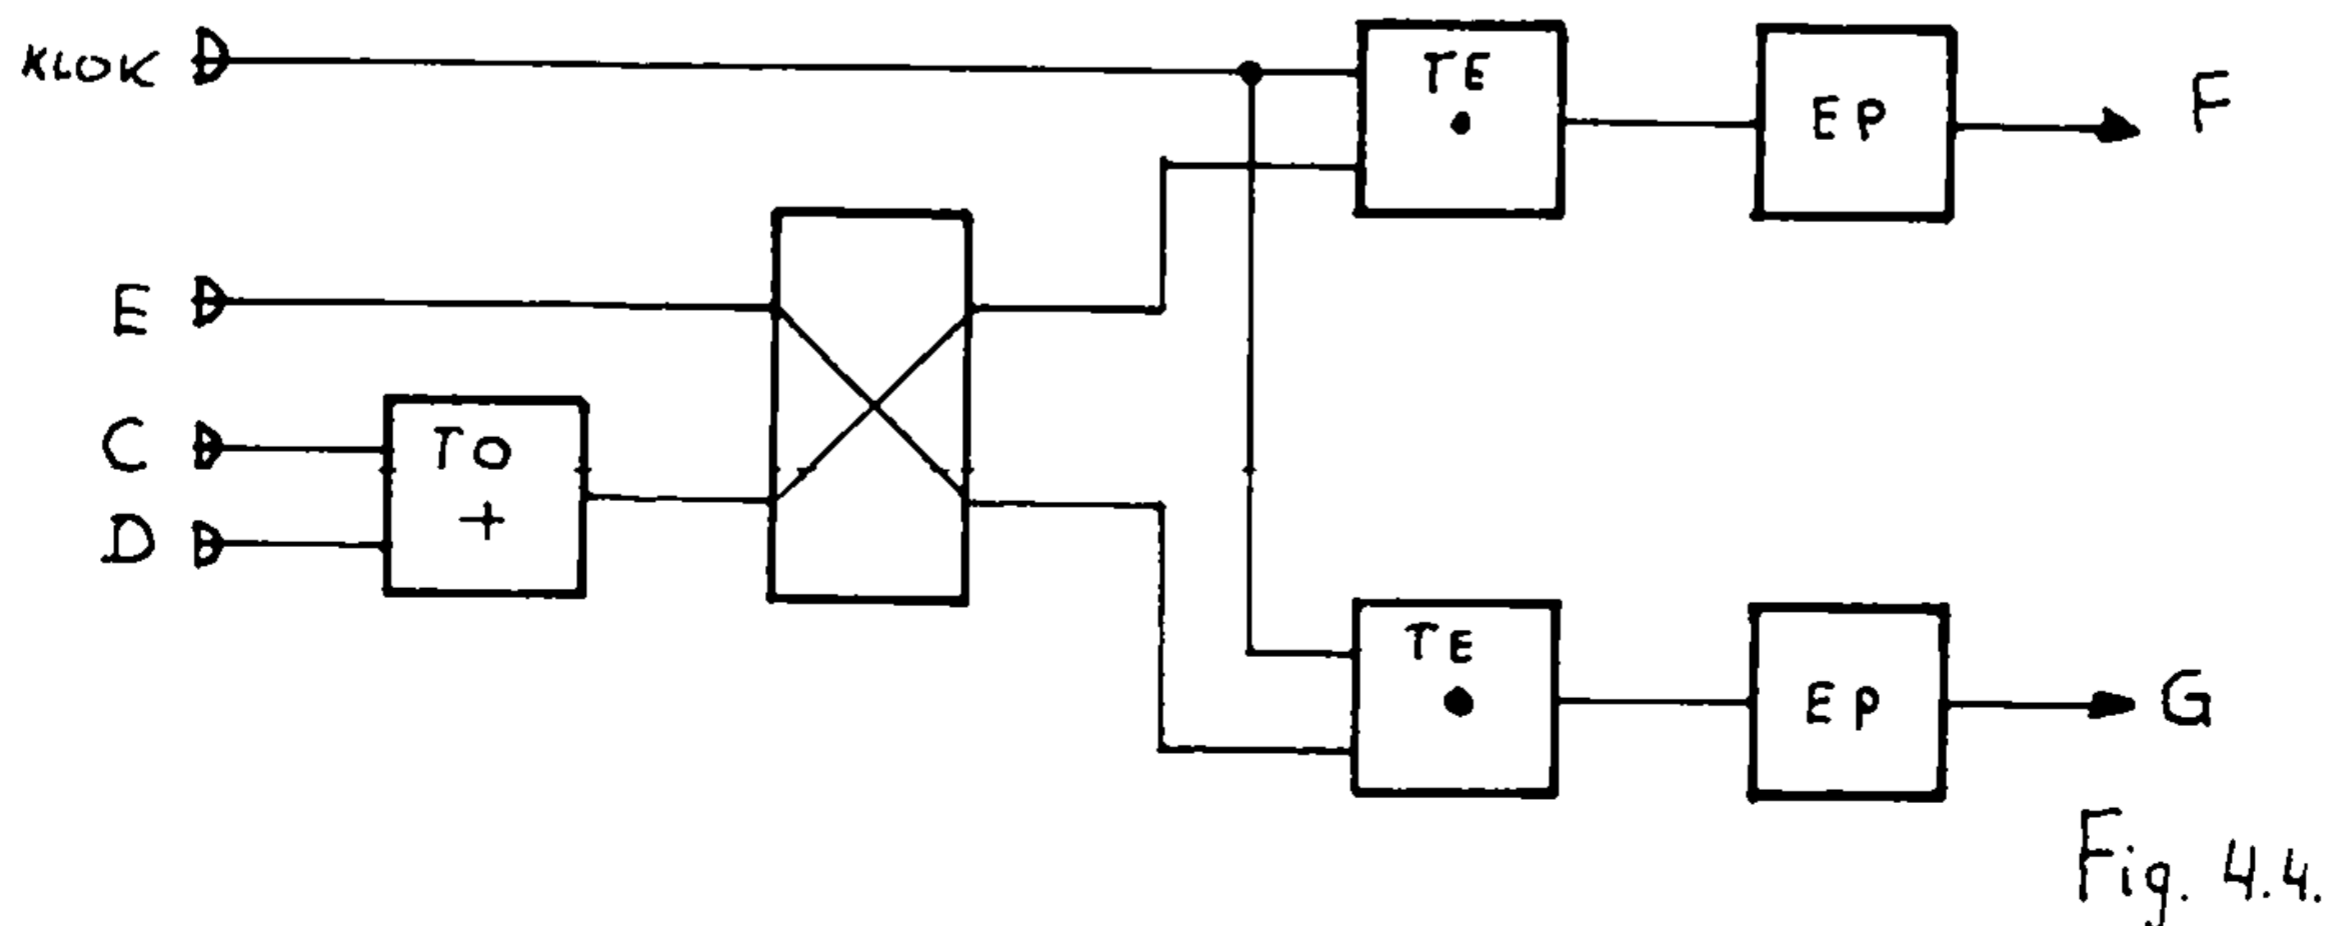 KLOK
TE
•
EP
F
E
C
TO
+
D
TE
•
EP
G
Fig. 4.4.